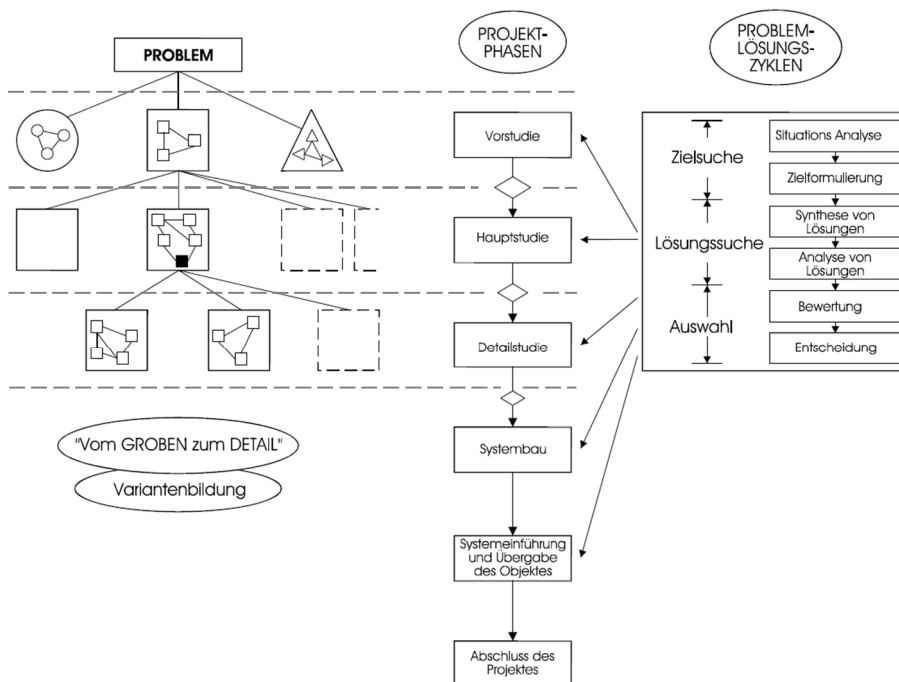 PROBLEM
"Vom GROBEN zum DETAIL"
Variantenbildung
PROJEKT-
PHASEN
Vorstudie
Hauptstudie
Detailstudie
Systembau
Systemeinführung
und Übergabe
des Objektes
Abschluss des
Projektes
PROBLEM-
LÖSUNGS-
ZYKLEN
Zielsuche
Lösungssuche
Auswahl
Situations Analyse
Zielformulierung
Synthese von
Lösungen
Analyse von
Lösungen
Bewertung
Entscheidung